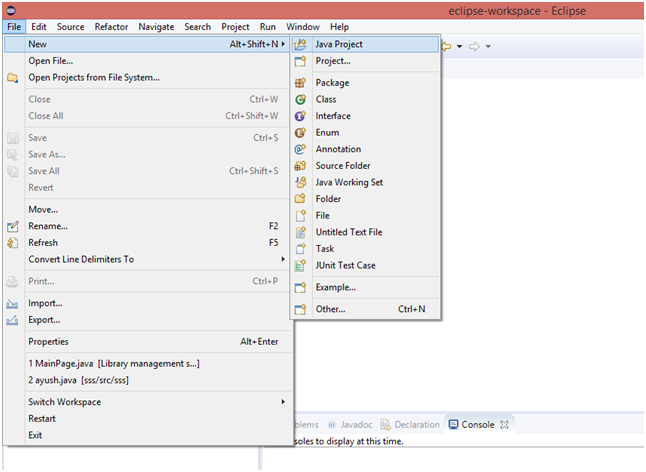 eclipse-workspace - Eclipse
File Edit Source Refactor Navigate Search Project Run Window Help
New Alt+Shift+N
Open File...
Open Projects from File System...
Close Ctrl+W
Close All Ctrl+Shift+W
Save Ctrl+S
Save As...
Save All Ctrl+Shift+S
Revert
Move...
Rename... F2
Refresh F5
Convert Line Delimiters To
Print... Ctrl+P
Import...
Export...
Properties Alt+Enter
1 MainPage.java [Library management s...]
2 ayush.java [sss/src/sss]
Switch Workspace
Restart
Exit
Java Project
Project...
Package
Class
Interface
Enum
Annotation
Source Folder
Java Working Set
Folder
File
Untitled Text File
Task
JUnit Test Case
Example...
Other... Ctrl+N
blems @ Javadoc Declaration Console
soles to display at this time.